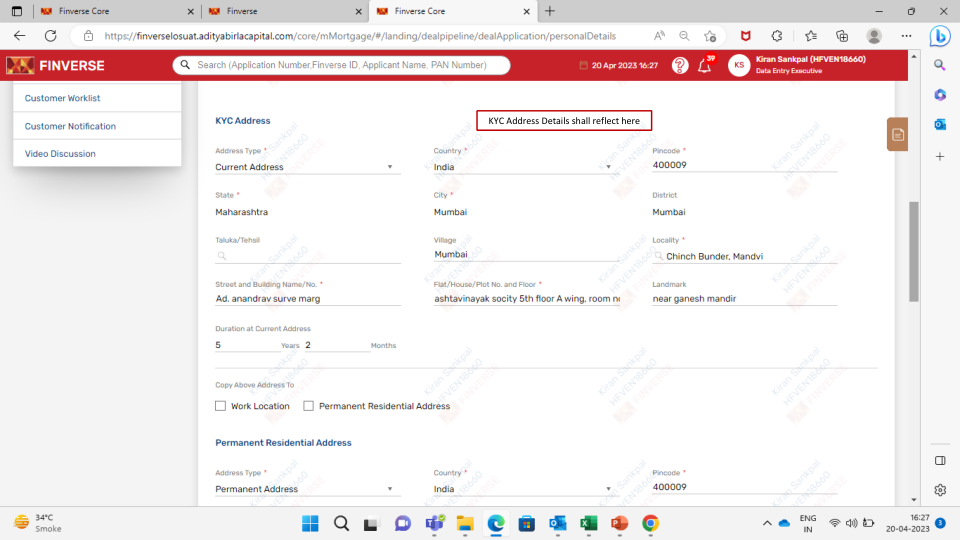 Finverse Core
Finverse
Finverse Core
https://finverselosuat.adityabirlacapital.com/core/mMortgage/#/landing/dealpipeline/dealApplication/personalDetails
FINVERSE
Search (Application Number,Finverse ID, Applicant Name, PAN Number)
20 Apr 2023 16:27
?
39
KS
Kiran Sankpal (HFVEN18660)
Data Entry Executive
Customer Worklist
Customer Notification
Video Discussion
KYC Address
KYC Address Details shall reflect here
Address Type * Country * Pincode *
Current Address India 400009
State * City * District
Maharashtra Mumbai Mumbai
Taluka/Tehsil Village Locality *
Mumbai Chinch Bunder, Mandvi
Street and Building Name/No. * Flat/House/Plot No. and Floor * Landmark
Ad. anandrav surve marg ashtavinayak socity 5th floor A wing. room no near ganesh mandir
Duration at Current Address
5 Years 2 Months
Copy Above Address To
Work Location Permanent Residential Address
Permanent Residential Address
Address Type * Country * Pincode *
Permanent Address India 400009
Kiran Sankpal
HFVEN18660
FINVERSE
34°C
Smoke
ENG
IN
16:27
20-04-2023
3